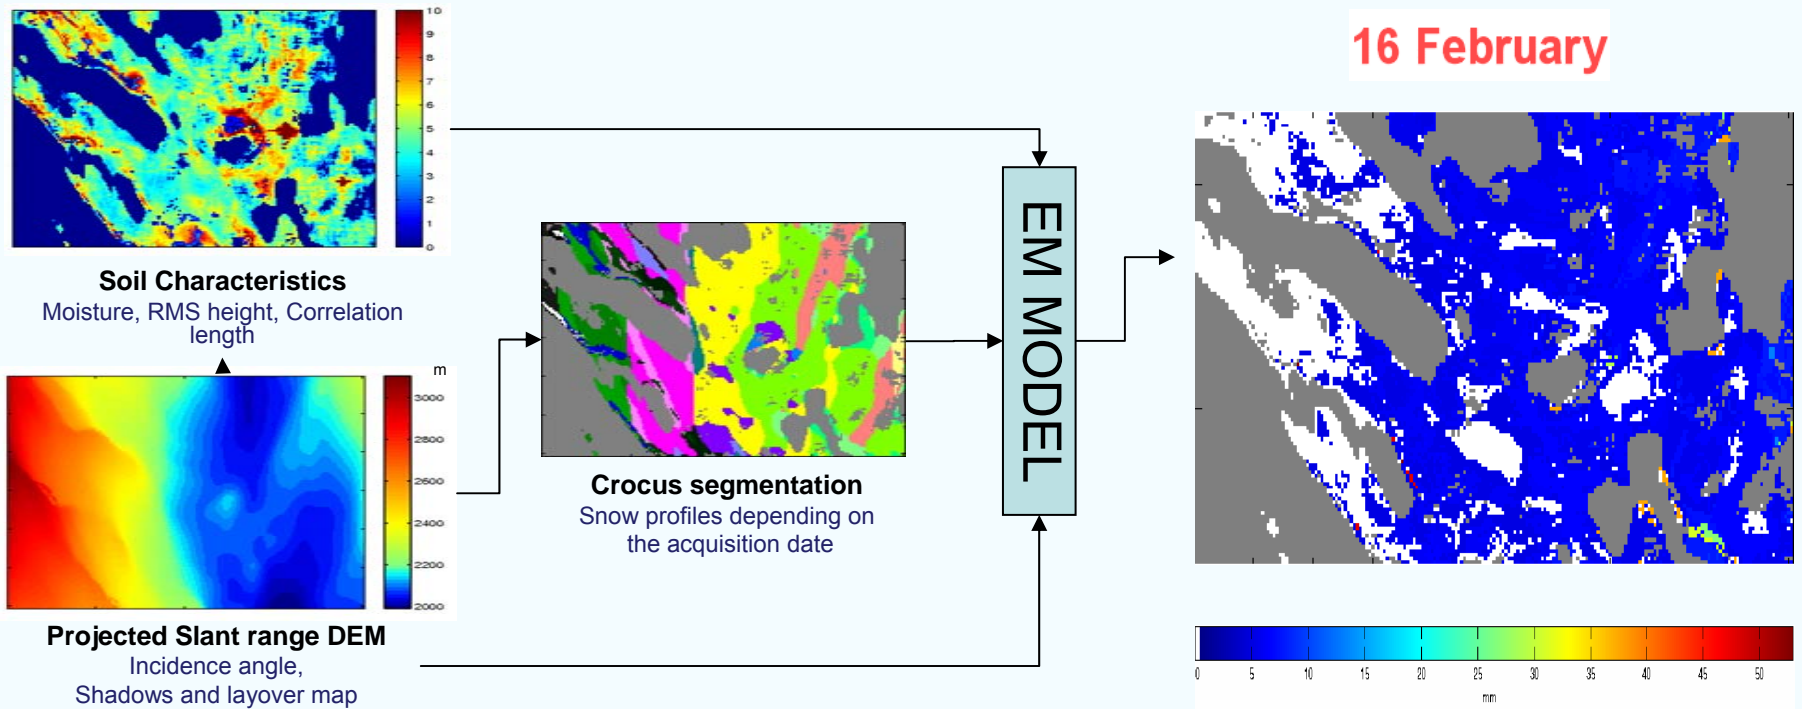 16 February
10
9
8
7
6
5
4
3
2
1
0
Soil Characteristics
Moisture, RMS height, Correlation
length
m
3000
2800
2600
2400
2200
2000
Projected Slant range DEM
Incidence angle,
Shadows and layover map
Crocus segmentation
Snow profiles depending on
the acquisition date
EM MODEL
0 5 10 15 20 25 30 35 40 45 50
mm